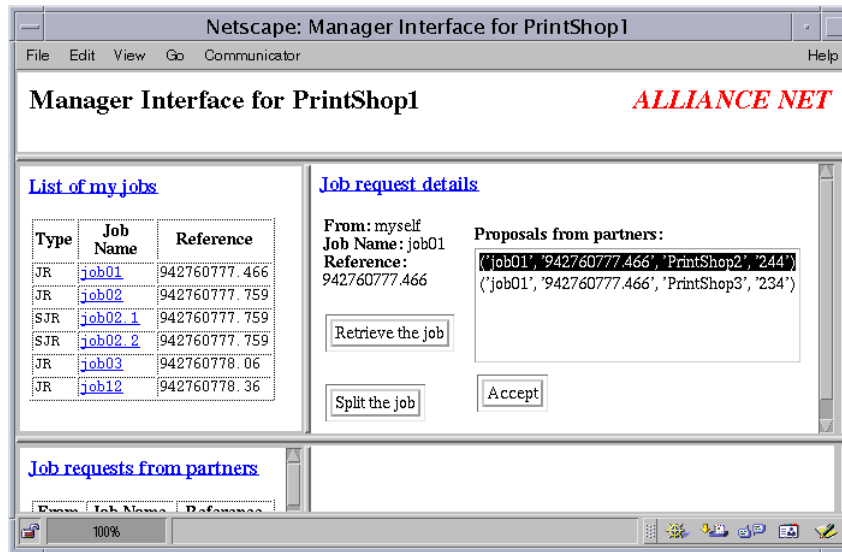 Netscape: Manager Interface for PrintShop1
File Edit View Go Communicator Help
Manager Interface for PrintShop1
ALLIANCE NET
List of my jobs
Type Job Name Reference
JR job01 942760777.466
JR job02 942760777.759
SJR job02.1 942760777.759
SJR job02.2 942760777.759
JR job03 942760778.06
JR job12 942760778.36
Job request details
From: myself
Job Name: job01
Reference:
942760777.466
Retrieve the job
Split the job
Proposals from partners:
('job01', '942760777.466', 'PrintShop2', '244')
('job01', '942760777.466', 'PrintShop3', '234')
Accept
Job requests from partners
From Job Name Reference
100%